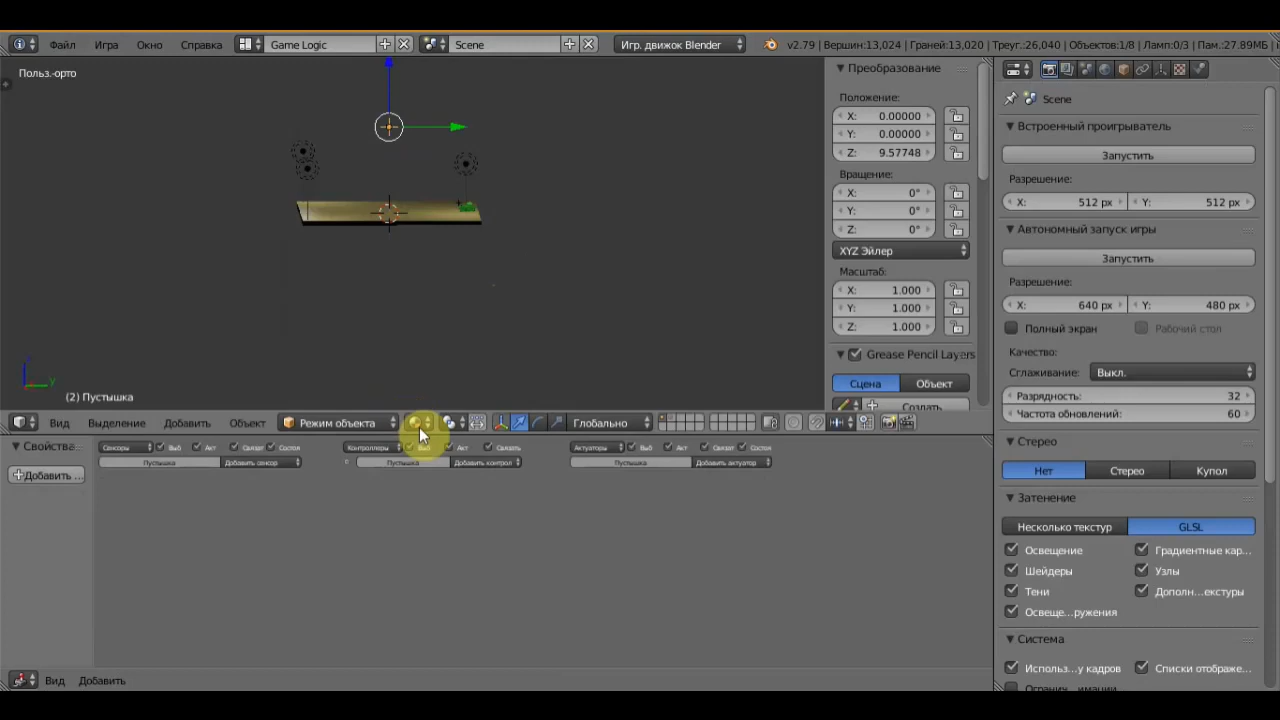 Файл Игра Окно Справка Game Logic Scene Игр. движок Blender v2.79 | Вершин:13,024 | Граней:13,020 | Треуг.:26,040 | Объектов:1/8 | Ламп:0/3 | Пам.:27.89МБ |
Польз.-орто
(2) Пустышка
Вид Выделение Добавить Объект Режим объекта Глобально
Преобразование
Положение:
X: 0.00000
Y: 0.00000
Z: 9.57748
Вращение:
X: 0°
Y: 0°
Z: 0°
XYZ Эйлер
Масштаб:
X: 1.000
Y: 1.000
Z: 1.000
Grease Pencil Layers
Сцена Объект
Создать
Scene
Встроенный проигрыватель
Запустить
Разрешение:
X: 512 px Y: 512 px
Автономный запуск игры
Запустить
Разрешение:
X: 640 px Y: 480 px
Полный экран Рабочий стол
Качество:
Сглаживание: Выкл.
Разрядность: 32
Частота обновлений: 60
Стерео
Нет Стерео Купол
Затенение
Несколько текстур GLSL
Освещение Градиентные кар...
Шейдеры Узлы
Тени Дополн...екстуры
Освеще...ружения
Система
Использ...у кадров Списки отображе...
Свойства
Добавить ...
Сенсоры Выб Акт Связат Состоя
Пустышка Добавить сенсор
Контроллеры Выб Акт Связать
Пустышка Добавить контрол
Актуаторы Выб Акт Связат Состоя
Пустышка Добавить актуатор
Вид Добавить